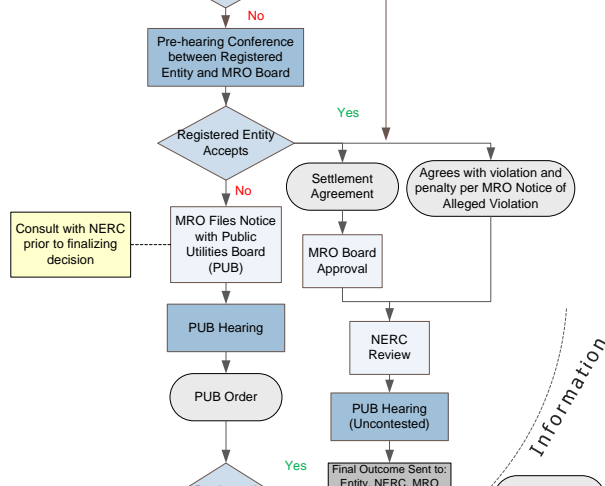 No
Pre-hearing Conference
between Registered
Entity and MRO Board
Yes
Registered Entity
Accepts
No
Settlement
Agreement
Agrees with violation and
penalty per MRO Notice of
Alleged Violation
Consult with NERC
prior to finalizing
decision
MRO Files Notice
with Public
Utilities Board
(PUB)
MRO Board
Approval
PUB Hearing
NERC
Review
Information
PUB Order
PUB Hearing
(Uncontested)
Yes
Final Outcome Sent to:
Entity, NERC, MRO